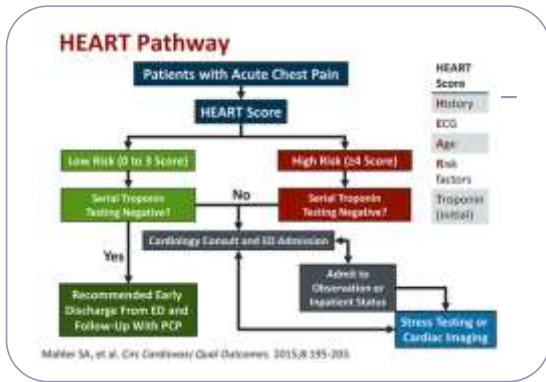 HEART Pathway
Patients with Acute Chest Pain
HEART Score
Low Risk (0 to 3 Score)
High Risk (≥4 Score)
Serial Troponin
Testing Negative?
No
Serial Troponin
Testing Negative?
Cardiology Consult and ED Admission
Yes
Admit to
Observation or
Inpatient Status
Recommended Early
Discharge From ED and
Follow-Up With PCP
Stress Testing or
Cardiac Imaging
HEART
Score
History
ECG
Age
Risk
factors
Troponin
(initial)
Mahler SA, et al. Circ Cardiovasc Qual Outcomes. 2015;8:195-203.